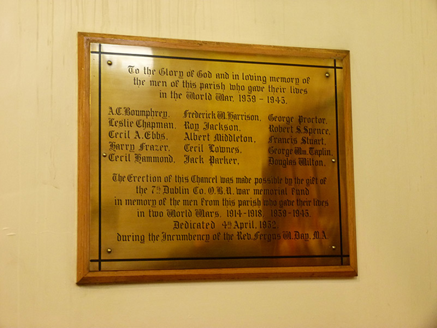 To the Glory of God and in loving memory of
the men of this parish who gave their lives
in the World War. 1939 - 1945.
A.C. Boumphrey. Frederick W. Harrison. George Proctor.
Leslie Chapman. Roy Jackson. Robert S. Spence.
Cecil A. Ebbs. Albert Middleton. Francis Stuart.
Harry Frazer. Cecil Townes. George Wm. Taplin.
Cecil Hammond. Jack Parker. Douglas Wilton.
The Erection of this Chancel was made possible by the gift of
the 7th Dublin Co. B.B. war memorial fund
in memory of the men from this parish who gave their lives
in two World Wars. 1914-1918. 1939-1945.
Dedicated 4th April, 1952.
during the Incumbency of the Rev. Fergus W. Day, M.A.